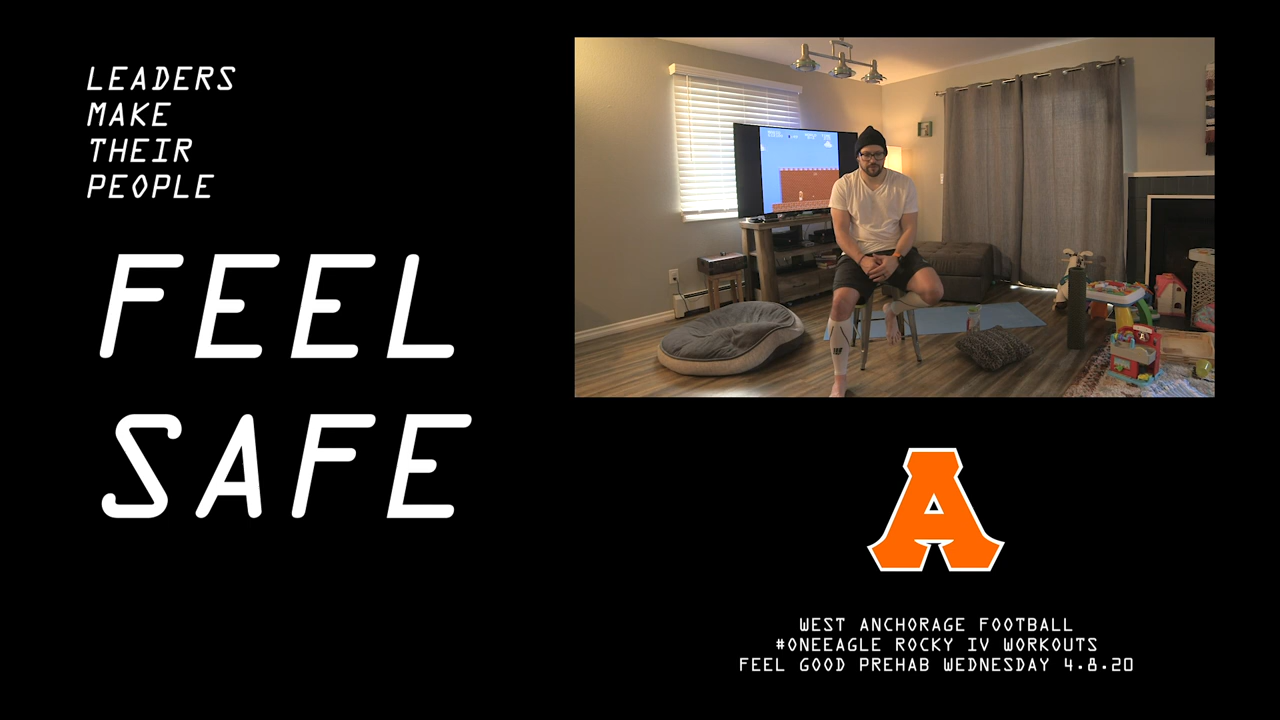 LEADERS
MAKE
THEIR
PEOPLE
FEEL
SAFE
A
WEST ANCHORAGE FOOTBALL
#ONEEAGLE ROCKY IV WORKOUTS
FEEL GOOD PREHAB WEDNESDAY 4.8.20